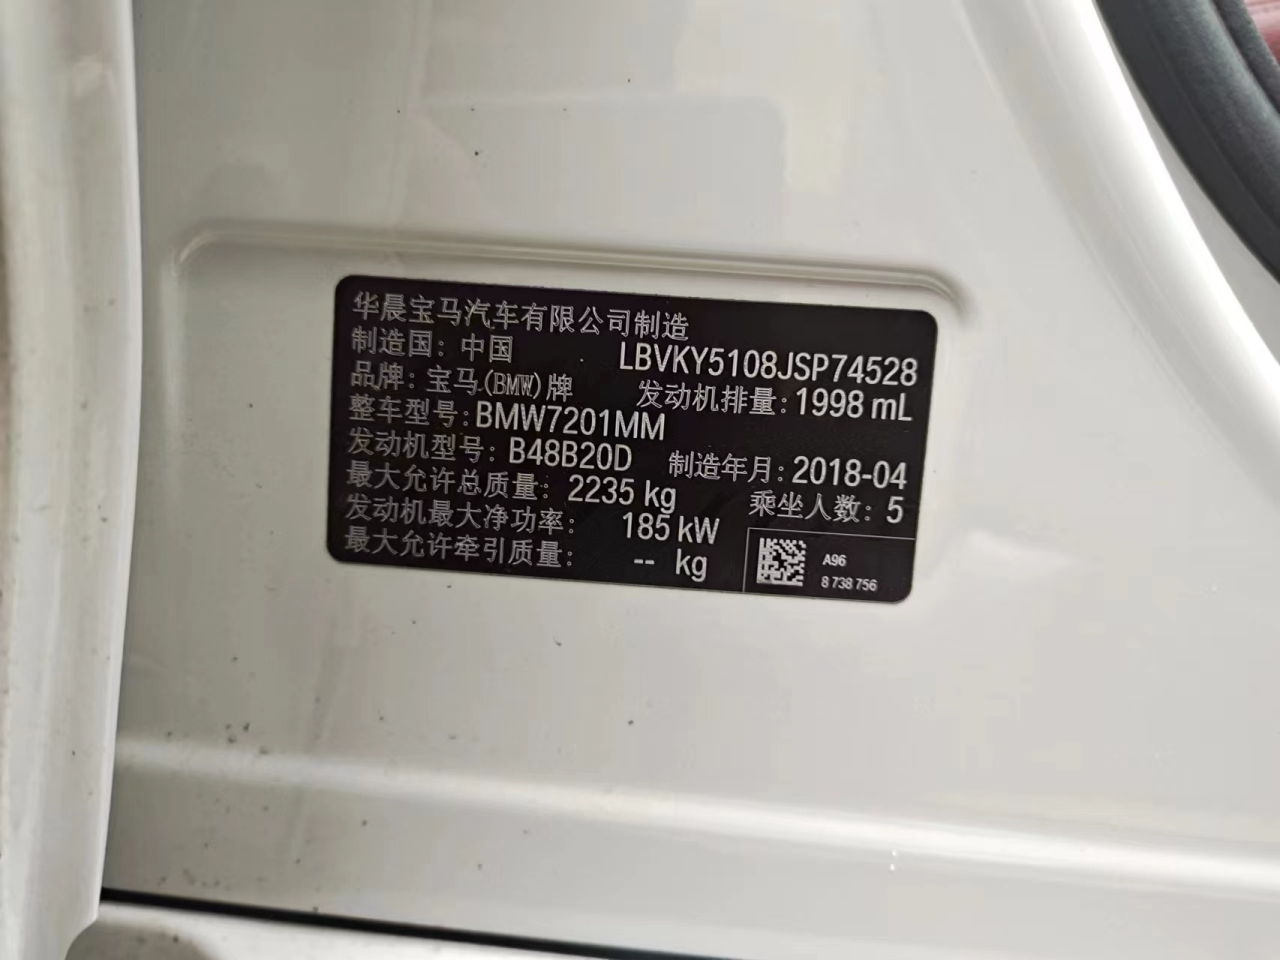 华晨宝马汽车有限公司制造
制造国：中国 LBVKY5108JSP74528
品牌：宝马(BMW)牌 发动机排量：1998 mL
整车型号：BMW7201MM
发动机型号：B48B20D 制造年月：2018-04
最大允许总质量：2235 kg 乘坐人数：5
发动机最大净功率：185 kW
最大允许牵引质量：-- kg
A96
8 738 756